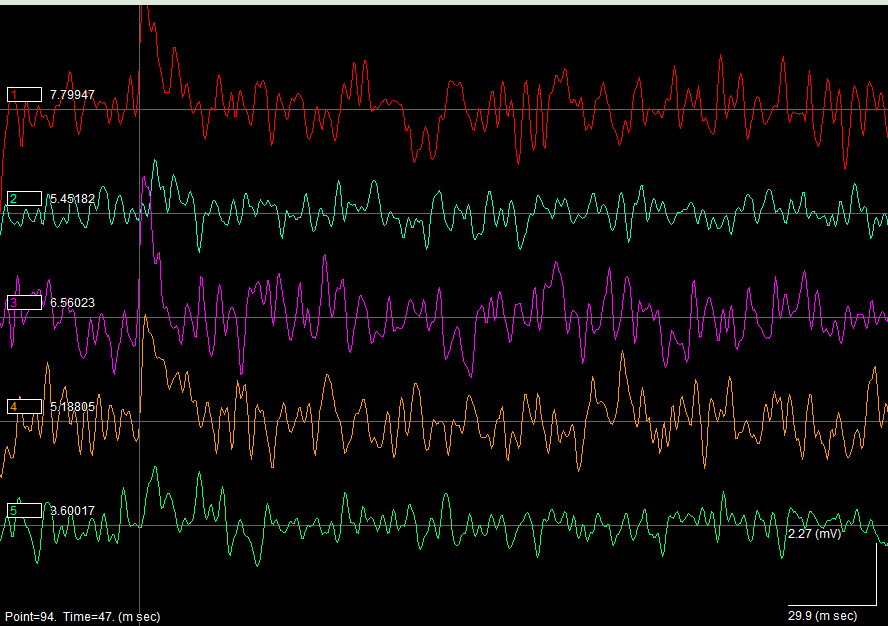 1 7.79947
2 5.45182
3 6.56023
4 5.18805
5 3.60017
2.27 (mV)
Point=94. Time=47. (m sec)
29.9 (m sec)